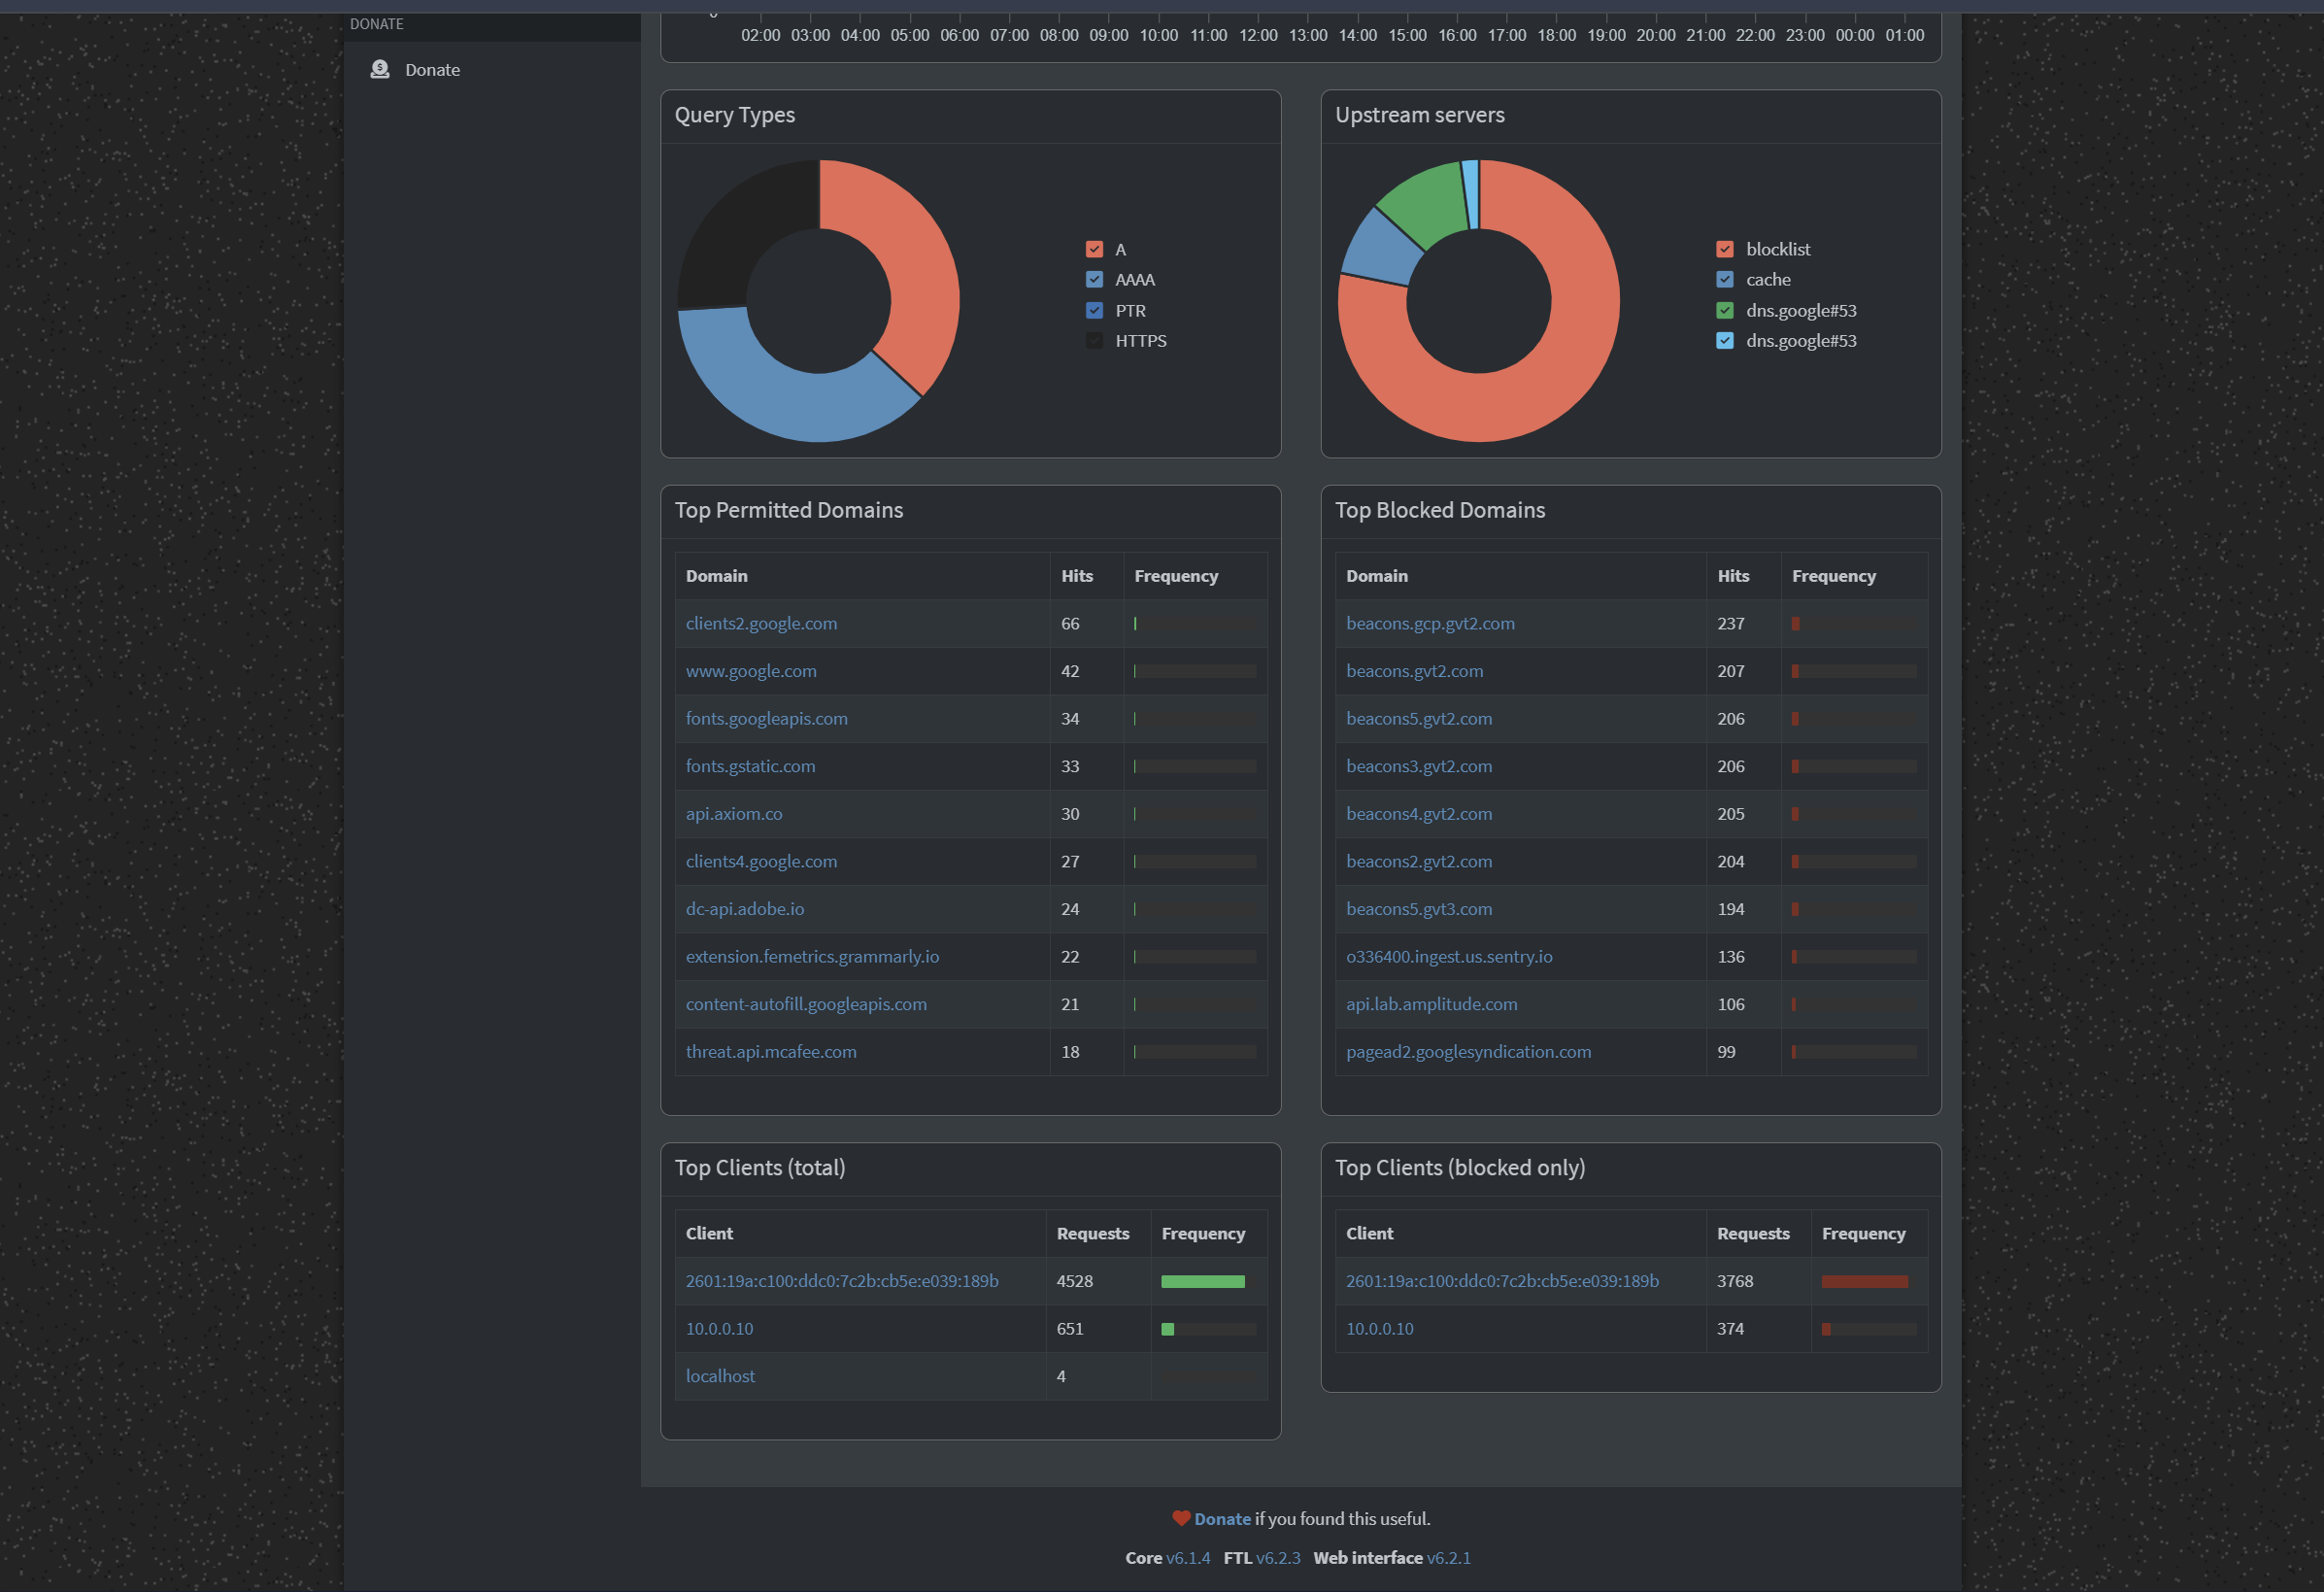 DONATE
Donate
0
02:00 03:00 04:00 05:00 06:00 07:00 08:00 09:00 10:00 11:00 12:00 13:00 14:00 15:00 16:00 17:00 18:00 19:00 20:00 21:00 22:00 23:00 00:00 01:00
Query Types
A
AAAA
PTR
HTTPS
Upstream servers
blocklist
cache
dns.google#53
dns.google#53
Top Permitted Domains
Domain Hits Frequency
clients2.google.com 66
www.google.com 42
fonts.googleapis.com 34
fonts.gstatic.com 33
api.axiom.co 30
clients4.google.com 27
dc-api.adobe.io 24
extension.femetrics.grammarly.io 22
content-autofill.googleapis.com 21
threat.api.mcafee.com 18
Top Blocked Domains
Domain Hits Frequency
beacons.gcp.gvt2.com 237
beacons.gvt2.com 207
beacons5.gvt2.com 206
beacons3.gvt2.com 206
beacons4.gvt2.com 205
beacons2.gvt2.com 204
beacons5.gvt3.com 194
o336400.ingest.us.sentry.io 136
api.lab.amplitude.com 106
pagead2.googlesyndication.com 99
Top Clients (total)
Client Requests Frequency
2601:19a:c100:ddc0:7c2b:cb5e:e039:189b 4528
10.0.0.10 651
localhost 4
Top Clients (blocked only)
Client Requests Frequency
2601:19a:c100:ddc0:7c2b:cb5e:e039:189b 3768
10.0.0.10 374
Donate if you found this useful.
Core v6.1.4 FTL v6.2.3 Web interface v6.2.1